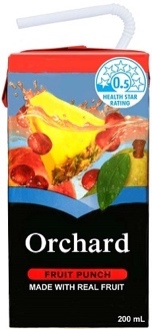 0.5
HEALTH STAR
RATING
Orchard
FRUIT PUNCH
MADE WITH REAL FRUIT
200 mL